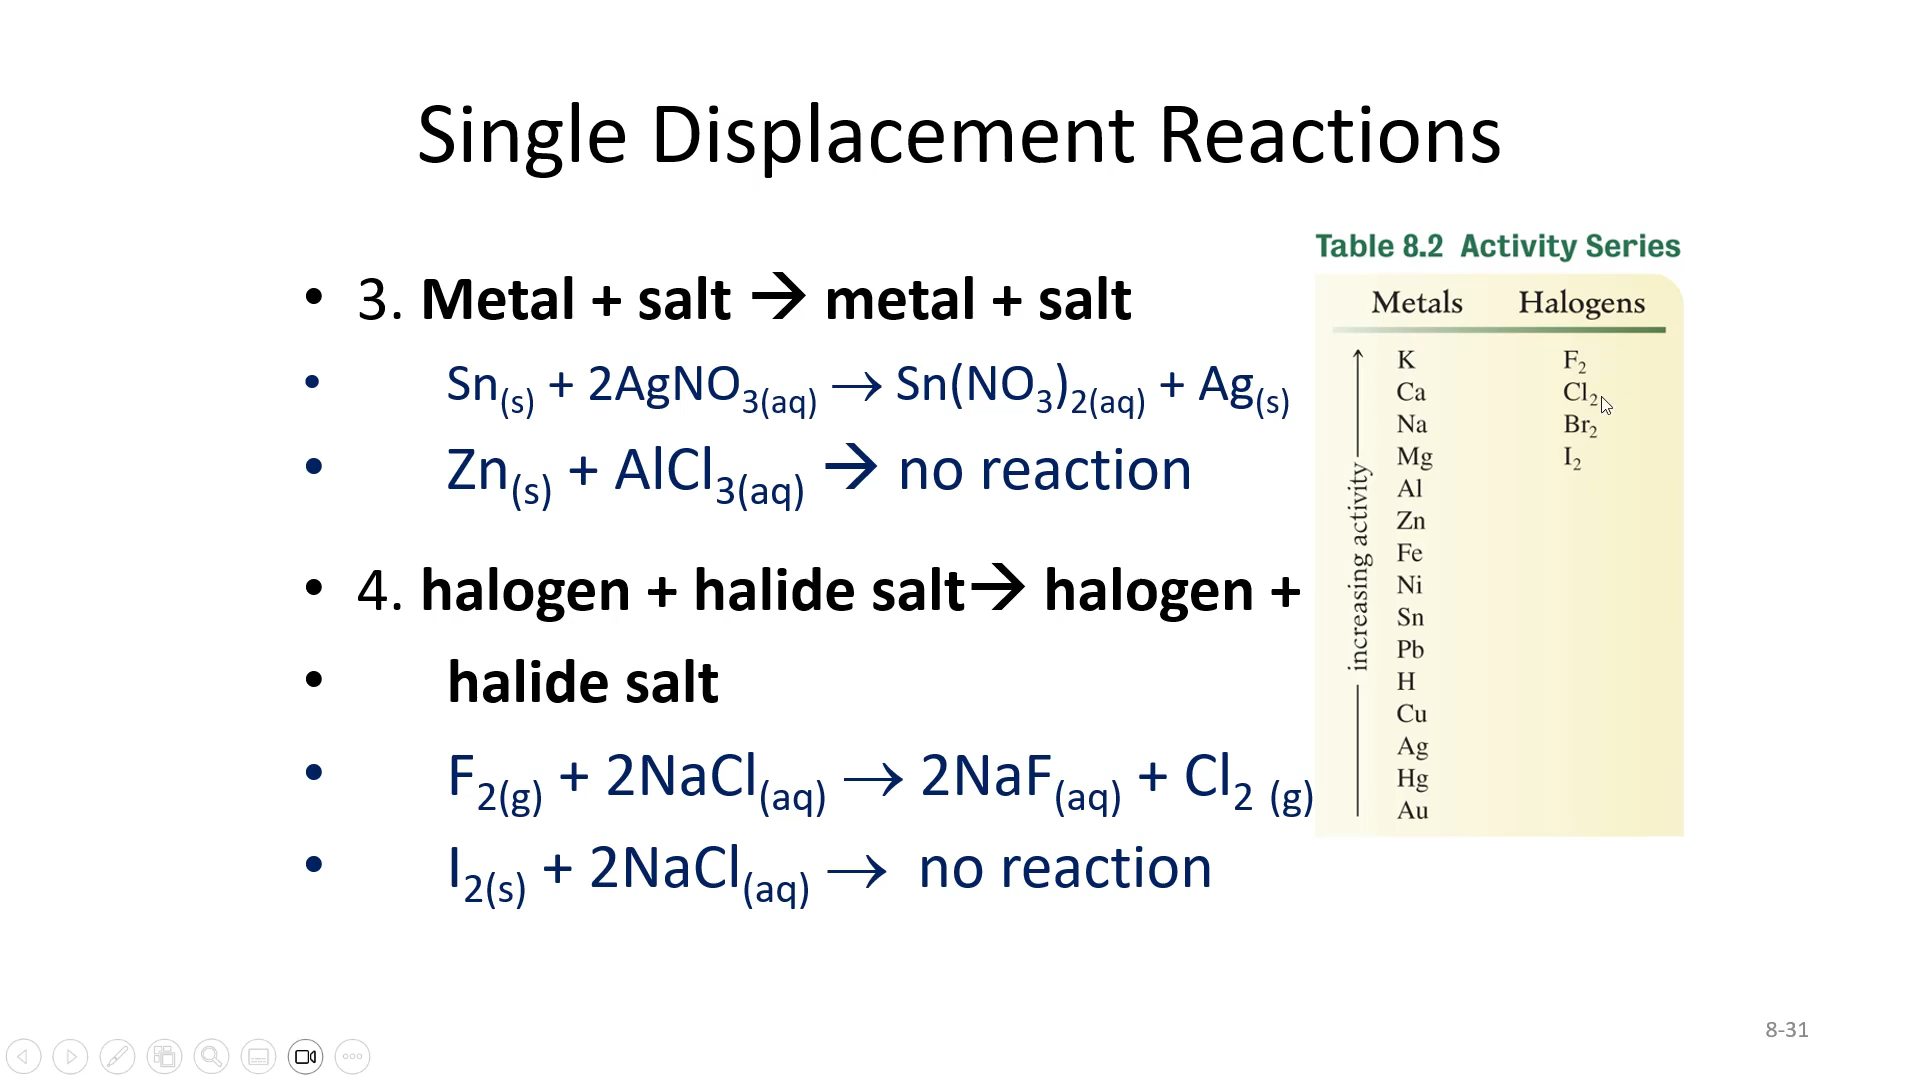 Single Displacement Reactions
• 3. Metal + salt → metal + salt
• Sn(s) + 2AgNO3(aq) → Sn(NO3)2(aq) + Ag(s)
• Zn(s) + AlCl3(aq) → no reaction
• 4. halogen + halide salt→ halogen +
• halide salt
• F2(g) + 2NaCl(aq) → 2NaF(aq) + Cl2 (g)
• I2(s) + 2NaCl(aq) → no reaction
Table 8.2 Activity Series
Metals Halogens
increasing activity
K F2
Ca Cl2
Na Br2
Mg I2
Al
Zn
Fe
Ni
Sn
Pb
H
Cu
Ag
Hg
Au
8-31